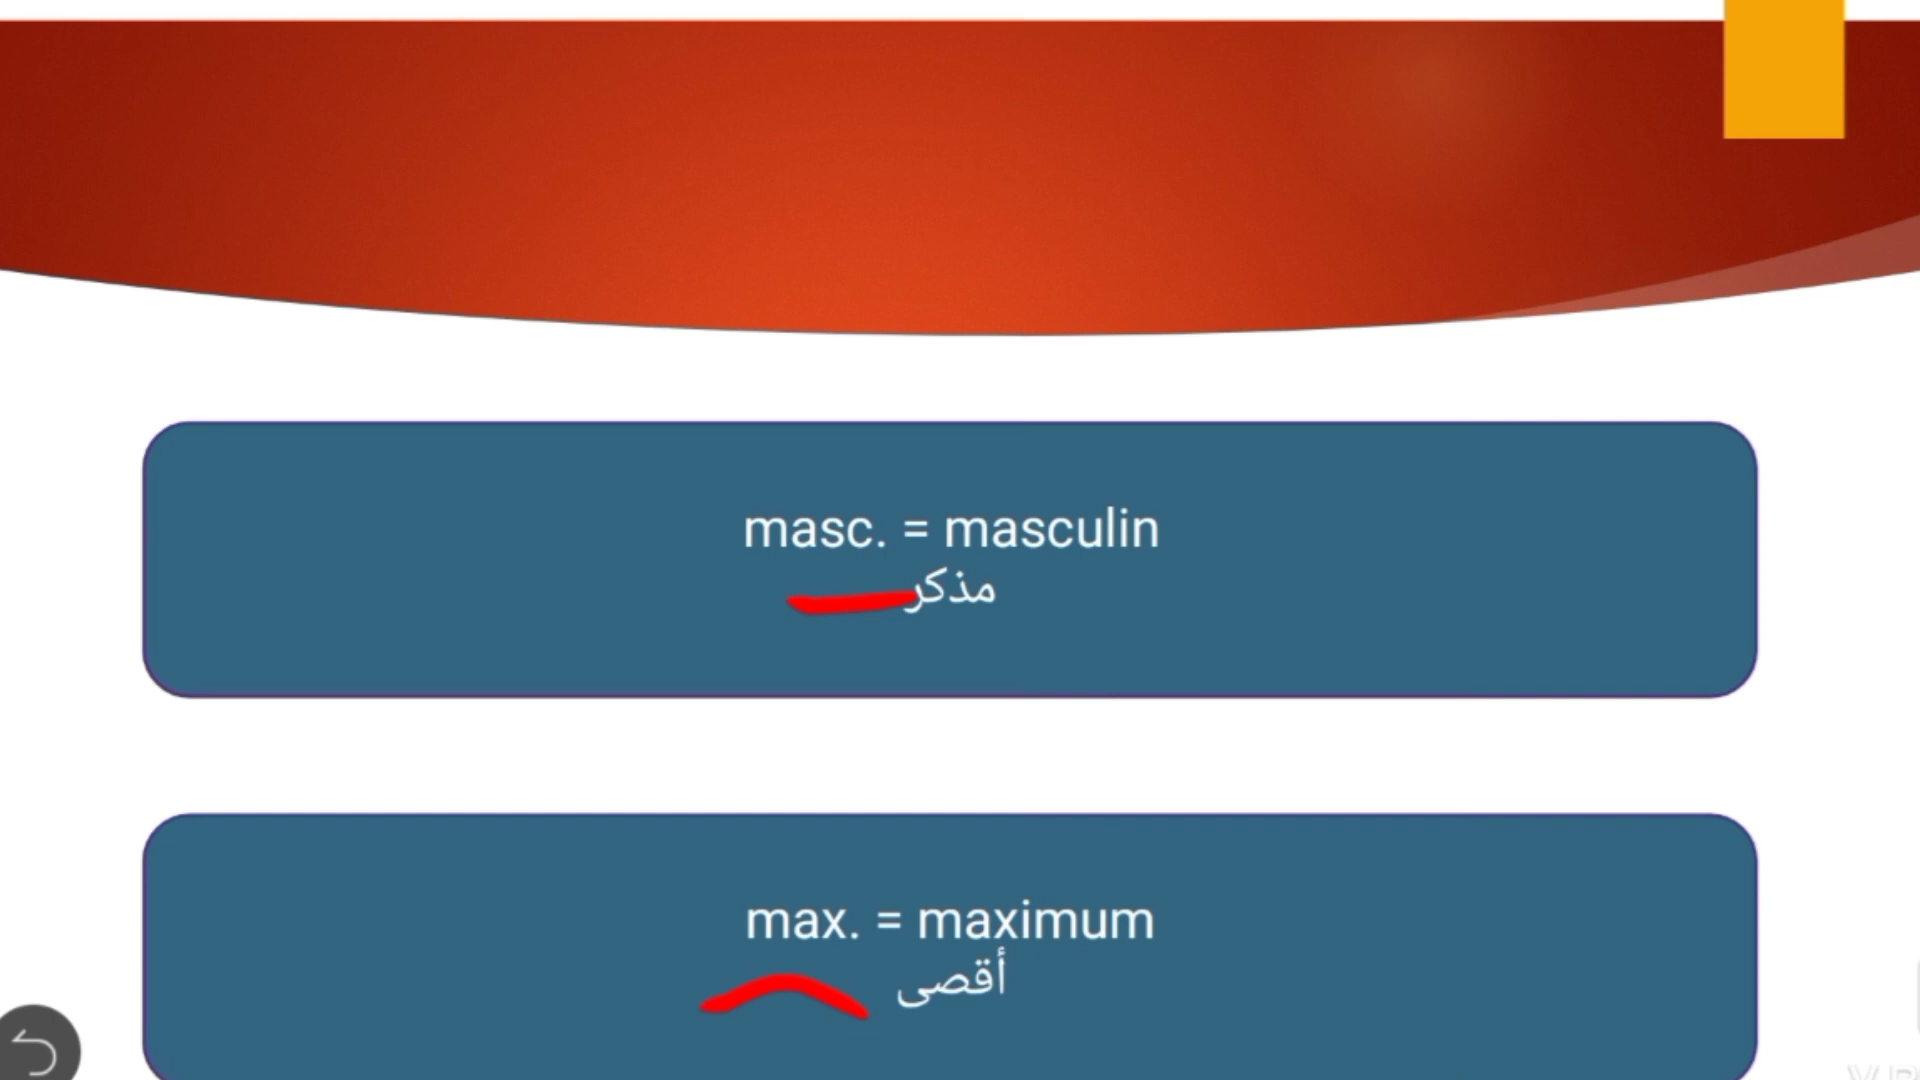 masc. = masculin
مذكر
max. = maximum
أقصى